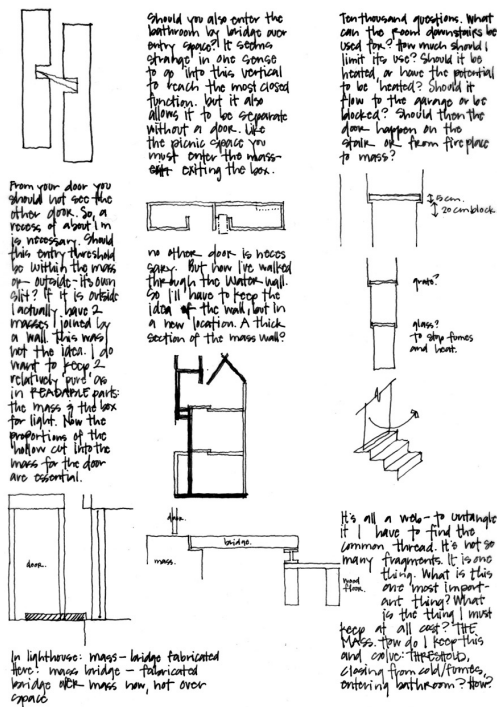 From your door you
should not see the
other door. So, a
recess of about 1m
is necessary. Should
this entry threshold
be within the mass
or outside - its own
slit? If it is outside
I actually have 2
masses joined by
a wall. This was
not the idea. I do
want to keep 2
relatively 'pure' as
in READABLE parts:
the mass & the box
for light. Now the
proportions of the
hollow cut into the
mass for the door
are essential.
door.
In lighthouse: mass - bridge fabricated
Here: mass bridge - fabricated
bridge over mass now, not over
space
Should you also enter the
bathroom by bridge over
entry space? It seems
strange in one sense
to go into this vertical
to reach the most closed
function. but it also
allows it to be separate
without a door. Like
the picnic space you
must enter the mass-
exit exiting the box.
no other door is neces
sary. But now I've walked
through the water wall.
So I'll have to keep the
idea of the wall, but in
a new location. A thick
section of the mass wall?
door.
bridge.
mass.
wood
floor.
Ten thousand questions. What
can the room downstairs be
used for? How much should I
limit its use? Should it be
heated, or have the potential
to be heated? Should it
flow to the garage or be
blocked? Should then the
door happen on the
stair or from fireplace
to mass?
5cm.
20cm block.
grate?
glass?
to stop fumes
and heat.
It's all a web - to untangle
it I have to find the
common thread. It's not so
many fragments. It is one
thing. What is this
one most import-
ant thing? What
is the thing I must
keep at all cost? THE
MASS. How do I keep this
and solve: THRESHOLD,
closing from cold/fumes,
entering bathroom? How?